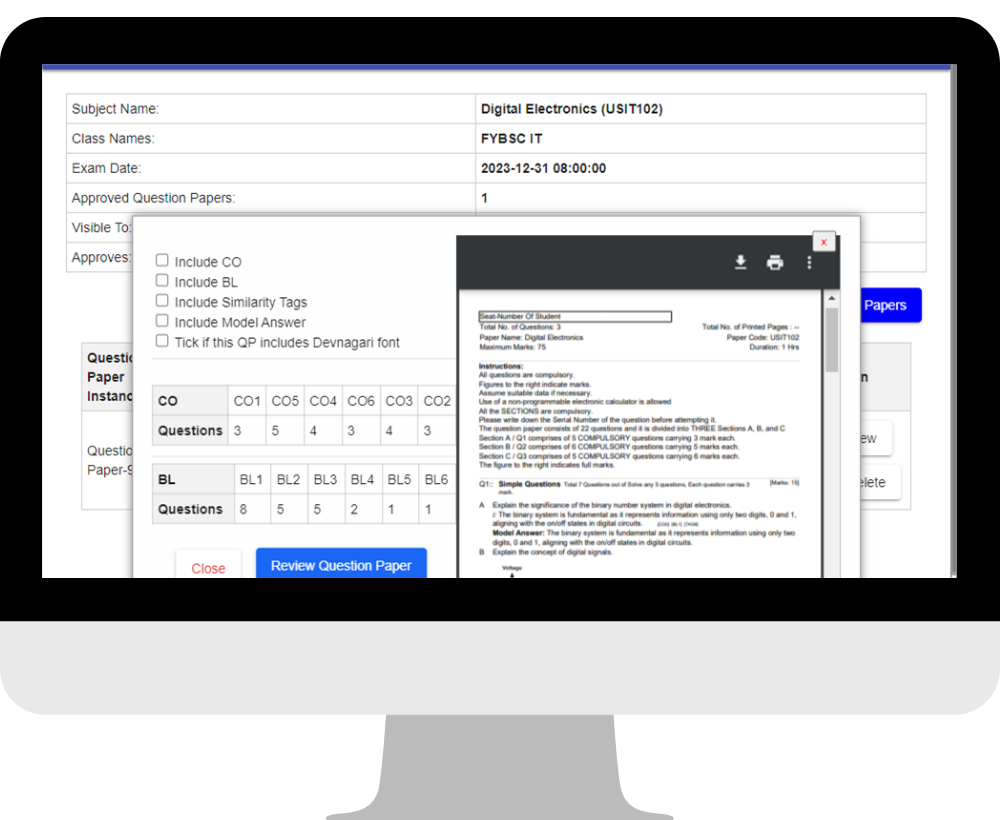 Subject Name: Digital Electronics (USIT102)
Class Names: FYBSC IT
Exam Date: 2023-12-31 08:00:00
Approved Question Papers: 1
Visible To:
Approves:
Papers
Questio
Paper
Instanc
n
Questio
Paper-9
ew
elete
x
Include CO
Include BL
Include Similarity Tags
Include Model Answer
Tick if this QP includes Devnagari font
CO CO1 CO5 CO4 CO6 CO3 CO2
Questions 3 5 4 3 4 3
BL BL1 BL2 BL3 BL4 BL5 BL6
Questions 8 5 5 2 1 1
Close Review Question Paper
Seat-Number Of Student
Total No. of Questions: 3 Total No. of Printed Pages : --
Paper Name: Digital Electronics Paper Code: USIT102
Maximum Marks: 75 Duration: 1 Hrs
Instructions:
All questions are compulsory.
Figures to the right indicate marks.
Assume suitable data if necessary.
Use of a non-programmable electronic calculator is allowed
All the SECTIONS are compulsory.
Please write down the Serial Number of the question before attempting it.
The question paper consists of 22 questions and it is divided into THREE Sections A, B, and C
Section A / Q1 comprises of 5 COMPULSORY questions carrying 3 mark each.
Section B / Q2 comprises of 6 COMPULSORY questions carrying 5 marks each.
Section C / Q3 comprises of 5 COMPULSORY questions carrying 6 marks each.
The figure to the right indicates full marks.
Q1:: Simple Questions Total 7 Questions out of Solve any 5 questions, Each question carries 3 [Marks: 15]
mark.
A Explain the significance of the binary number system in digital electronics.
The binary system is fundamental as it represents information using only two digits, 0 and 1,
aligning with the on/off states in digital circuits.
Model Answer: The binary system is fundamental as it represents information using only two
digits, 0 and 1, aligning with the on/off states in digital circuits.
B Explain the concept of digital signals.
Voltage